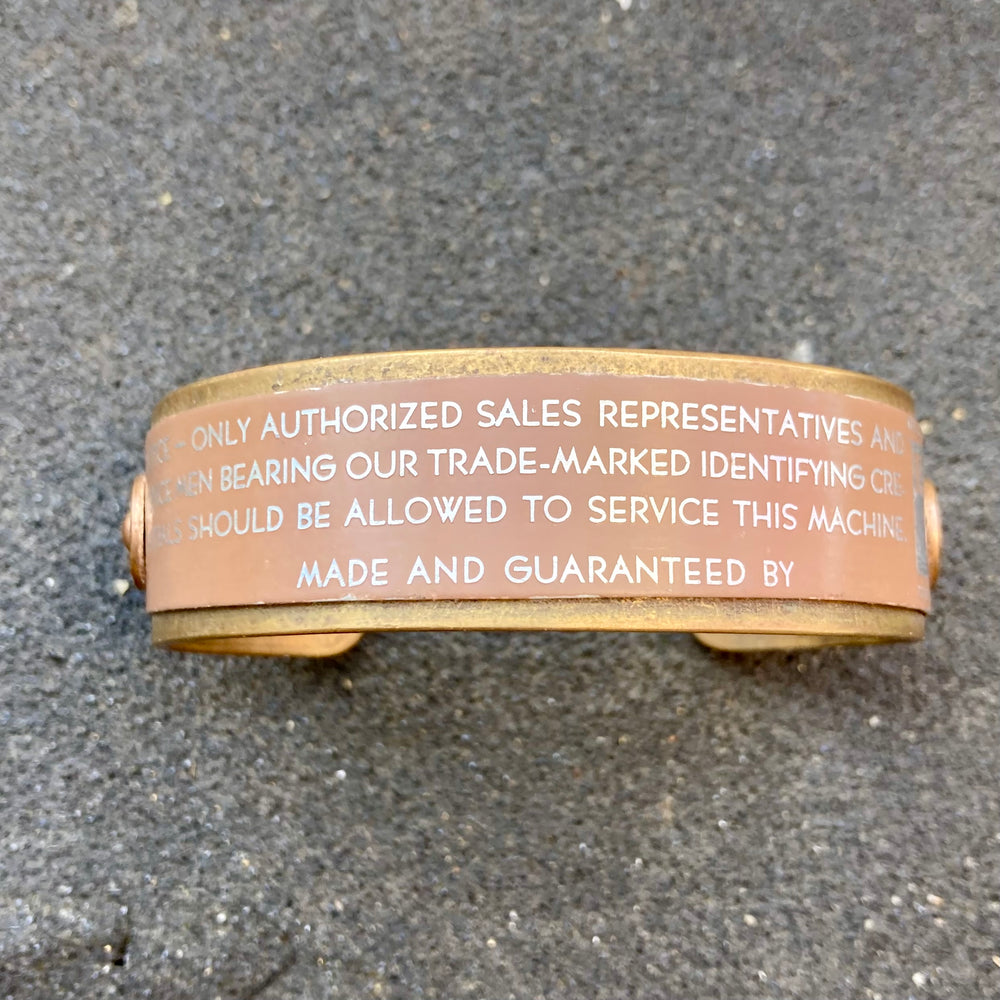 – ONLY AUTHORIZED SALES REPRESENTATIVES AND
MEN BEARING OUR TRADE-MARKED IDENTIFYING CRE-
SHOULD BE ALLOWED TO SERVICE THIS MACHINE.
MADE AND GUARANTEED BY